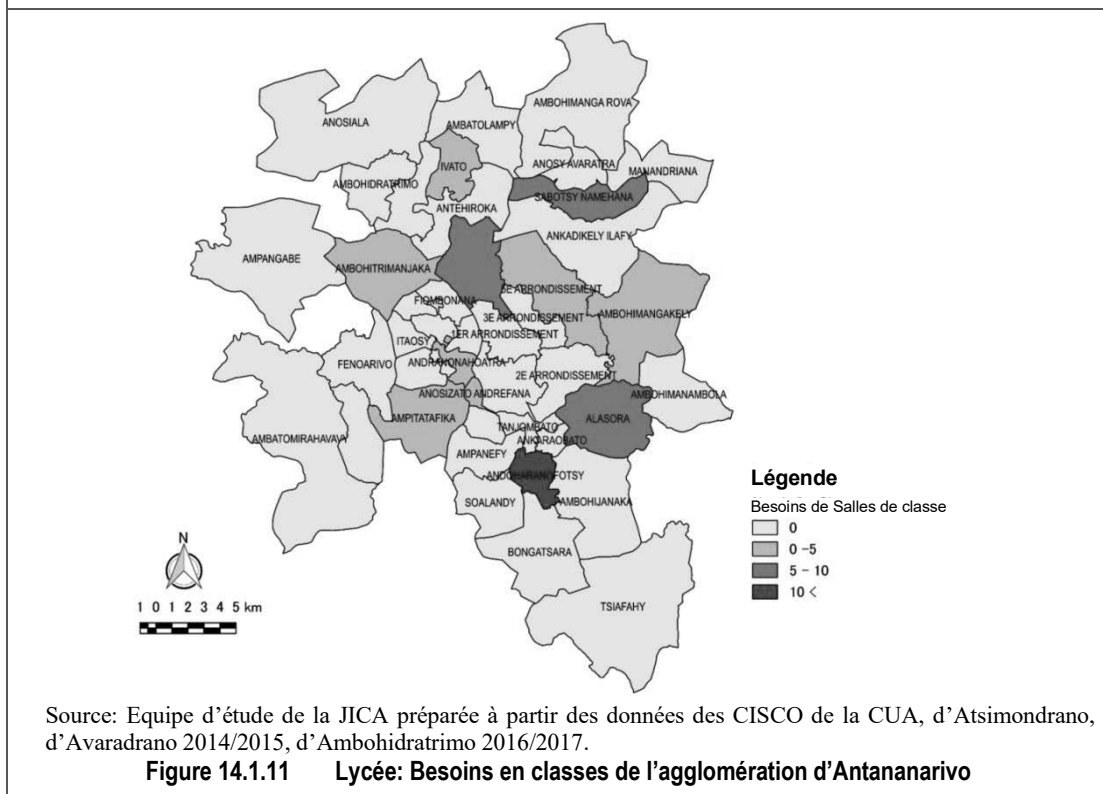 AMBOHIMANGA ROVA
ANOSIALA
AMBATOLAMPY
ANOSY AVARATRA
IVATO
MANANDRIANA
AMBOHIDRATRIMO
SABOTSY NAMEHANA
ANTEHIROKA
ANKADIKELY ILAFY
AMPANGABE
AMBOHITRIMANJAKA
5E ARRONDISSEMENT
FIOMBONANA
3E ARRONDISSEMENT
AMBOHIMANGAKELY
1ER ARRONDISSEMENT
ITAOSY
FENOARIVO
ANDRANONAHOATRA
2E ARRONDISSEMENT
ANOSIZATO ANDREFANA
AMBOHIMANAMBOLA
AMPITATAFIKA
ALASORA
TANJOMBATO
AMBATOMIRAHAVAVA
ANKARAOBATO
AMPANEFY
ANDOHARANOFOTSY
SOALANDY
AMBOHIJANAKA
BONGATSARA
TSIAFAHY
N
1 0 1 2 3 4 5 km
Légende
Besoins de Salles de classe
0
0 -5
5 - 10
10 <
Source: Equipe d'étude de la JICA préparée à partir des données des CISCO de la CUA, d'Atsimondrano,
d'Avaradrano 2014/2015, d'Ambohidratrimo 2016/2017.
Figure 14.1.11 Lycée: Besoins en classes de l'agglomération d'Antananarivo